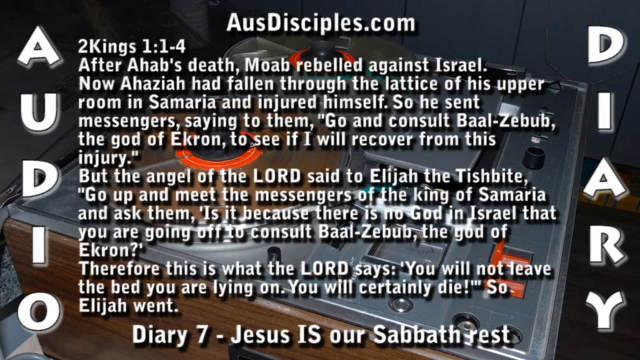 AusDisciples.com
2Kings 1:1-4
After Ahab's death, Moab rebelled against Israel.
Now Ahaziah had fallen through the lattice of his upper
room in Samaria and injured himself. So he sent
messengers, saying to them, "Go and consult Baal-Zebub,
the god of Ekron, to see if I will recover from this
injury."
But the angel of the LORD said to Elijah the Tishbite,
"Go up and meet the messengers of the king of Samaria
and ask them, 'Is it because there is no God in Israel that
you are going off to consult Baal-Zebub, the god of
Ekron?'
Therefore this is what the LORD says: 'You will not leave
the bed you are lying on. You will certainly die!'" So
Elijah went.
Diary 7 - Jesus IS our Sabbath rest
AUDIO
DIARY